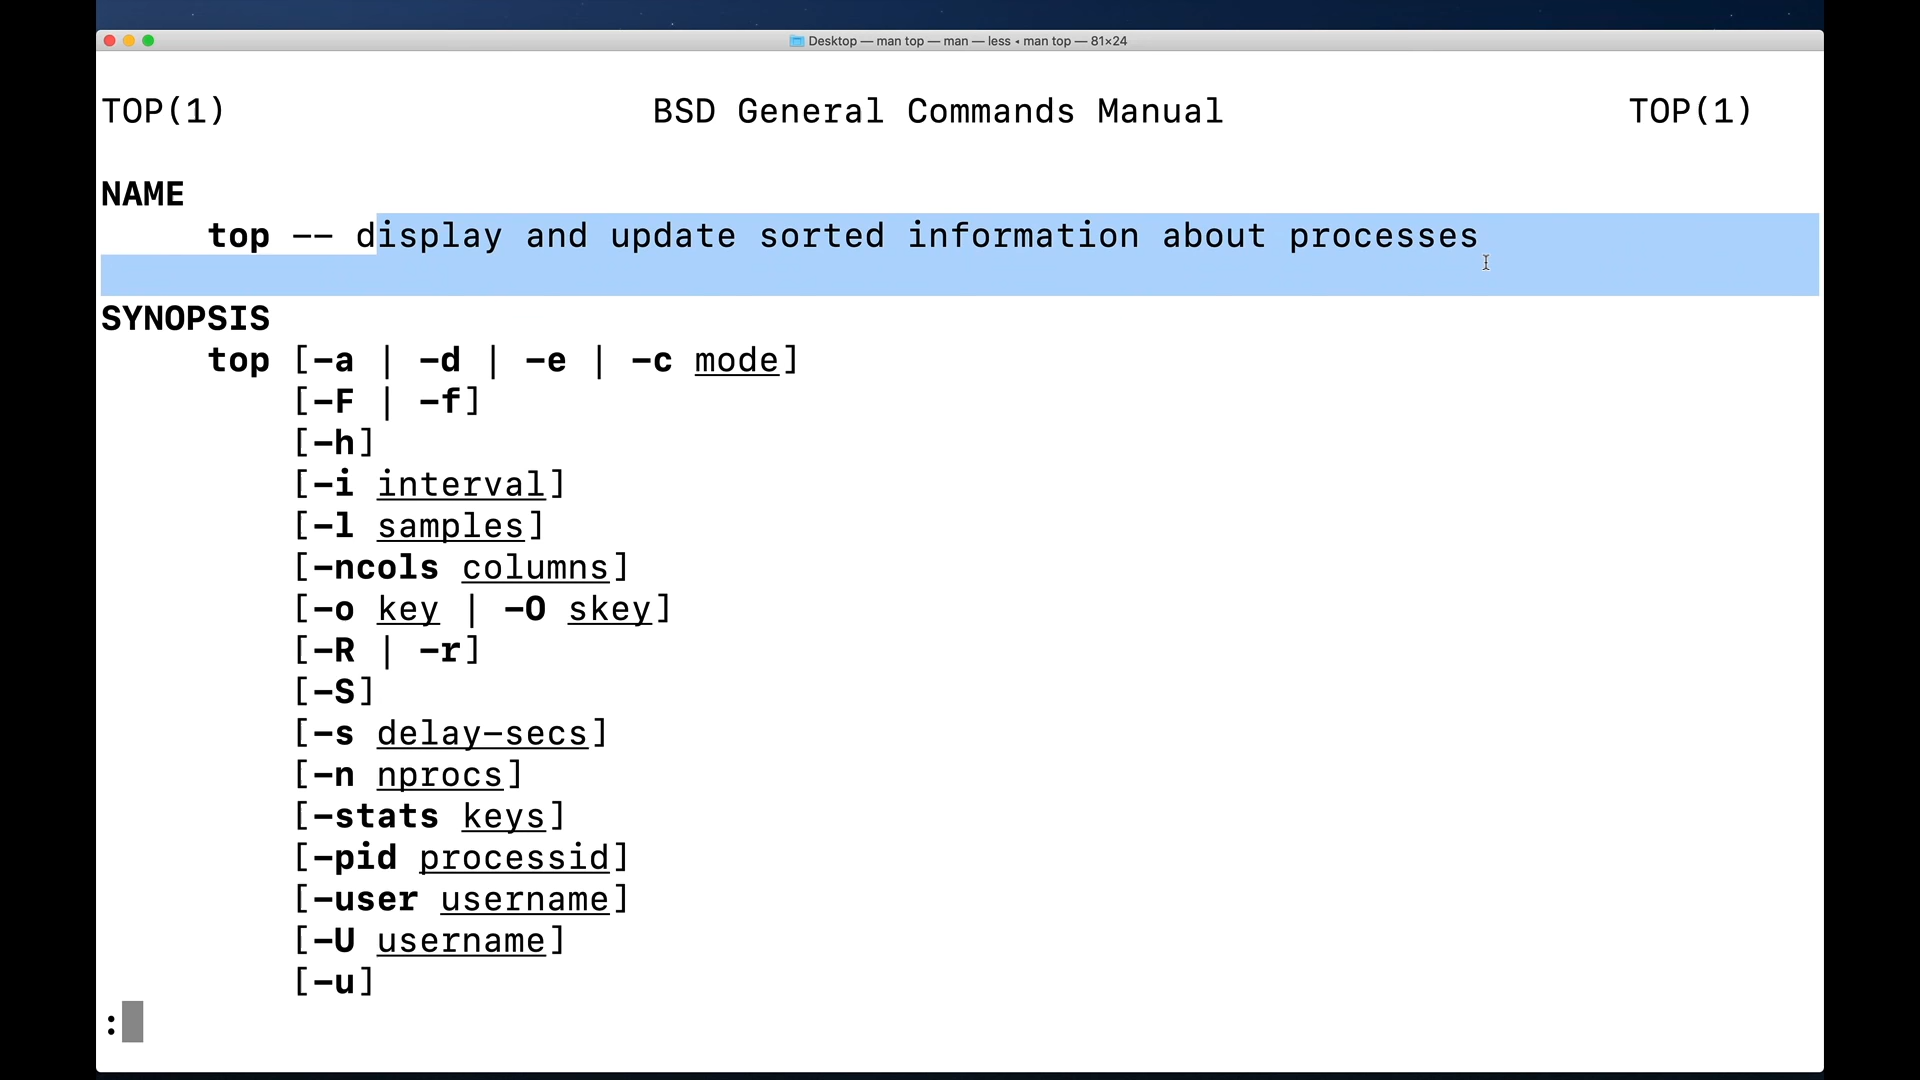 Desktop — man top — man — less ◂ man top — 81×24
TOP(1) BSD General Commands Manual TOP(1)
NAME
top -- display and update sorted information about processes
SYNOPSIS
top [-a | -d | -e | -c mode]
[-F | -f]
[-h]
[-i interval]
[-l samples]
[-ncols columns]
[-o key | -O skey]
[-R | -r]
[-S]
[-s delay-secs]
[-n nprocs]
[-stats keys]
[-pid processid]
[-user username]
[-U username]
[-u]
: